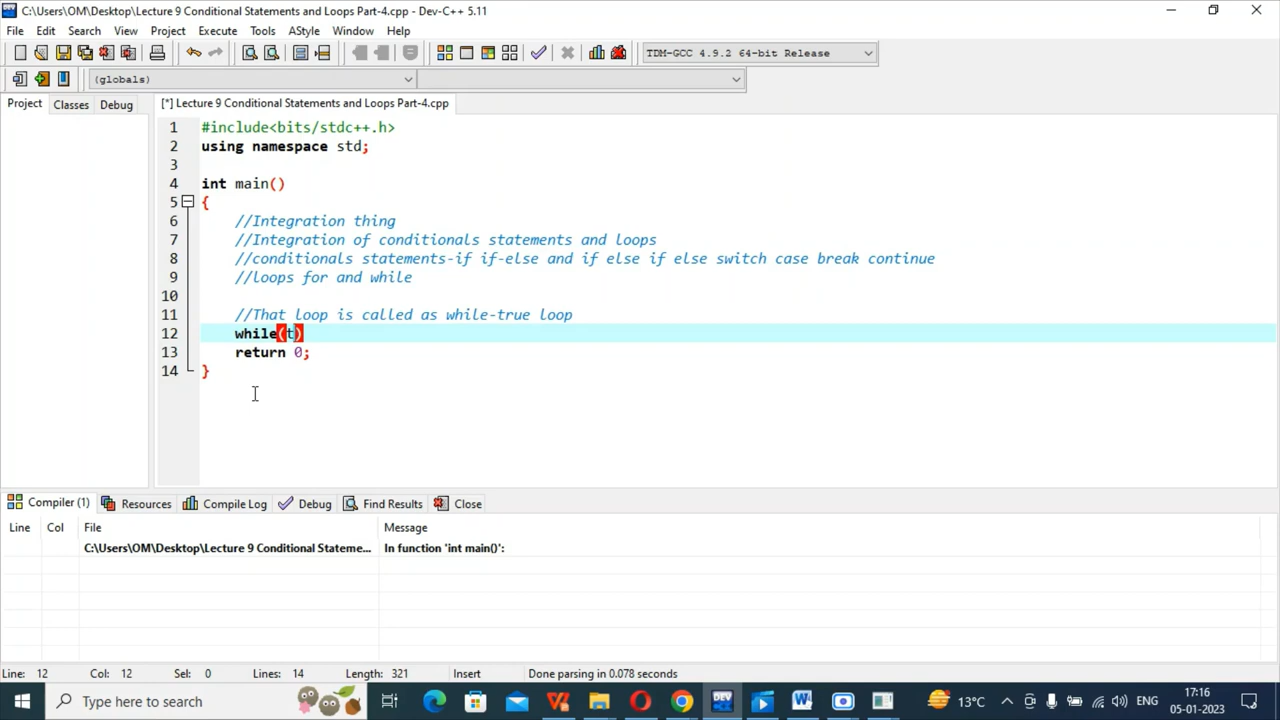 C:\Users\OM\Desktop\Lecture 9 Conditional Statements and Loops Part-4.cpp - Dev-C++ 5.11
File Edit Search View Project Execute Tools AStyle Window Help
TDM-GCC 4.9.2 64-bit Release
(globals)
Project Classes Debug [*] Lecture 9 Conditional Statements and Loops Part-4.cpp
1 #include<bits/stdc++.h>
2 using namespace std;
3
4 int main()
5 {
6 //Integration thing
7 //Integration of conditionals statements and loops
8 //conditionals statements-if if-else and if else if else switch case break continue
9 //loops for and while
10
11 //That loop is called as while-true loop
12 while(t)
13 return 0;
14 }
Compiler (1) Resources Compile Log Debug Find Results Close
Line Col File Message
C:\Users\OM\Desktop\Lecture 9 Conditional Stateme... In function 'int main()':
Line: 12 Col: 12 Sel: 0 Lines: 14 Length: 321 Insert Done parsing in 0.078 seconds
Type here to search DEV W 13°C ENG 17:16
05-01-2023